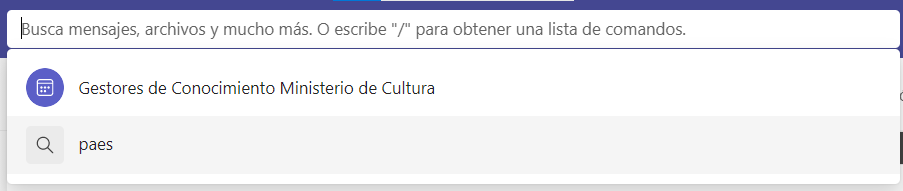 Busca mensajes, archivos y mucho más. O escribe "/" para obtener una lista de comandos.
Gestores de Conocimiento Ministerio de Cultura
paes